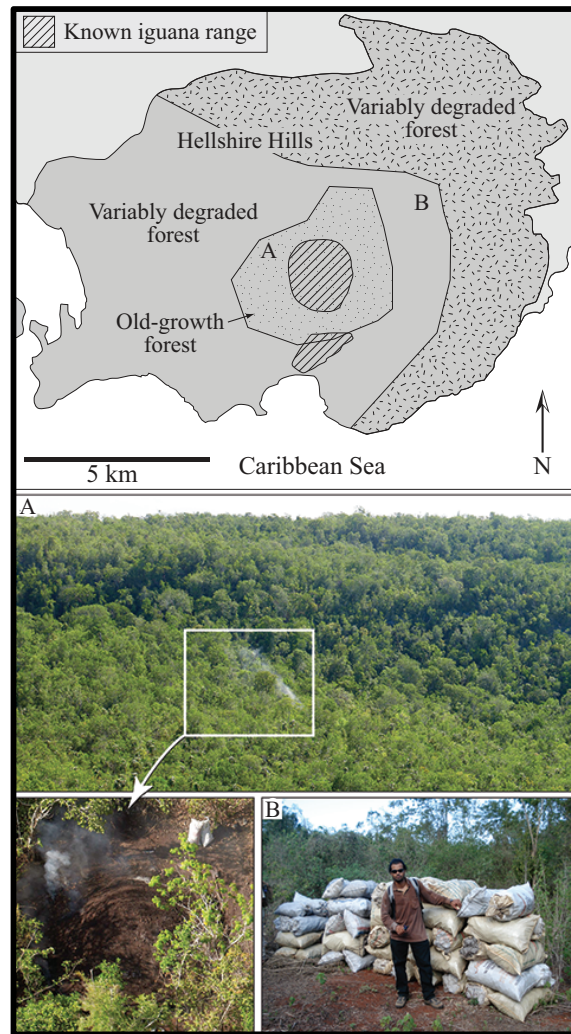 Known iguana range
Variably degraded
forest
Hellshire Hills
B
Variably degraded
forest
A
Old-growth
forest
5 km
Caribbean Sea
N
A
B